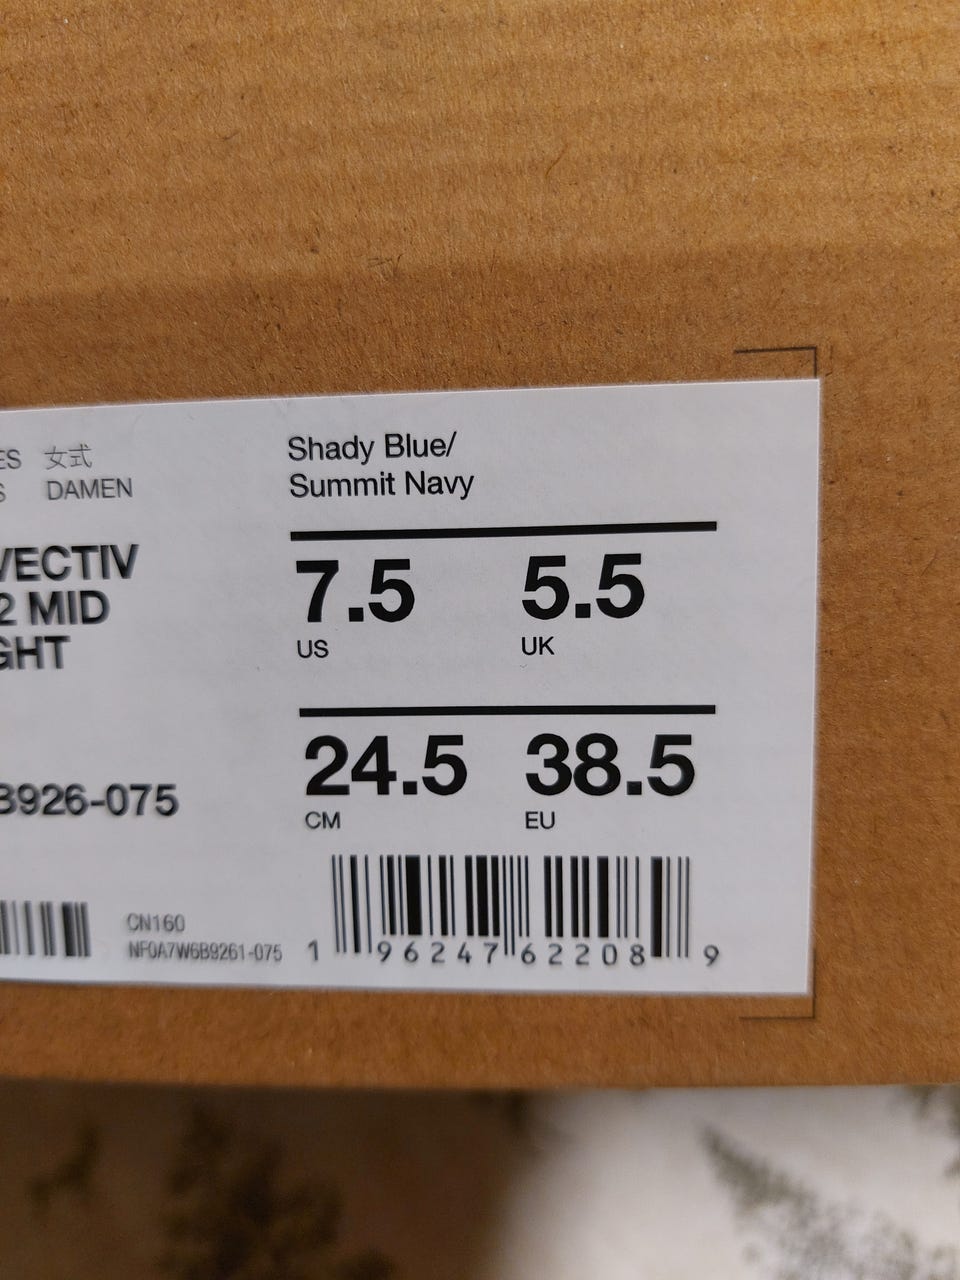 ES 女式
S DAMEN
Shady Blue/
Summit Navy
VECTIV
2 MID
GHT
7.5 5.5
US UK
24.5 38.5
CM EU
B926-075
CN160
NF0A7W6B9261-075
1 96247 62208 9